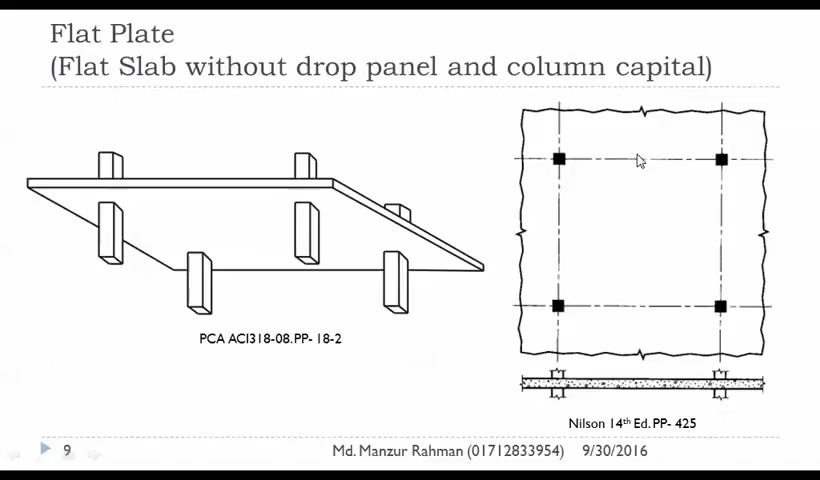 Flat Plate
(Flat Slab without drop panel and column capital)
PCA ACI318-08.PP- 18-2
Nilson 14th Ed. PP- 425
9
Md. Manzur Rahman (01712833954)
9/30/2016